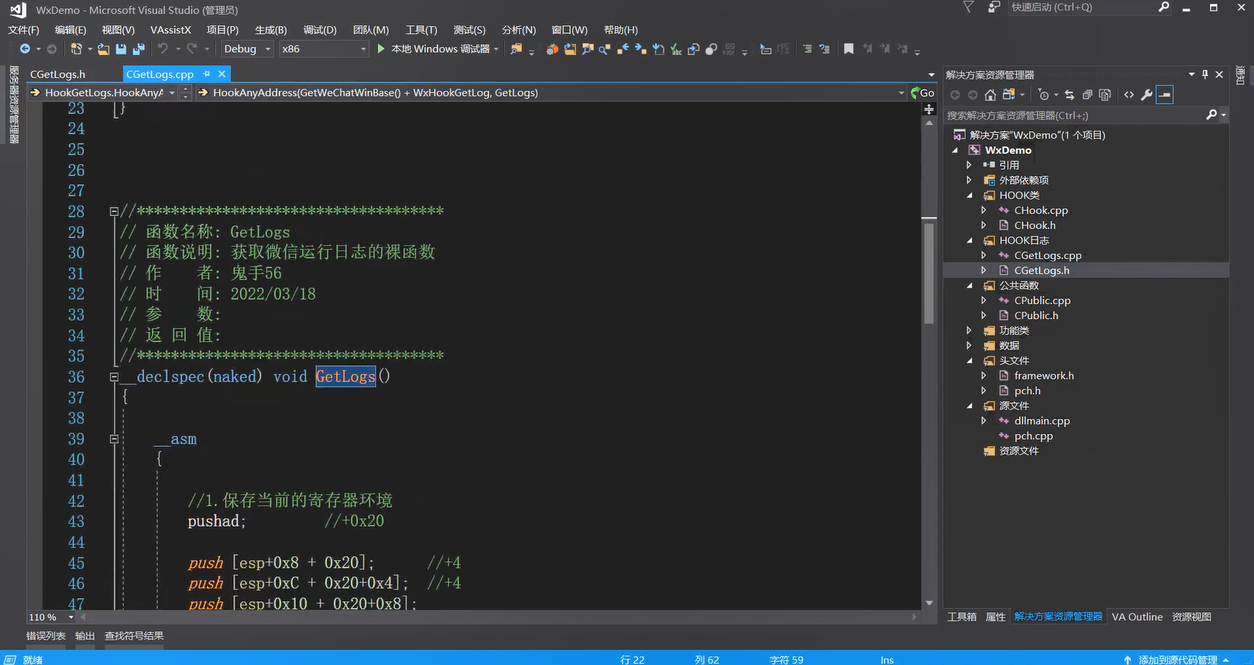 WxDemo - Microsoft Visual Studio (管理员)
快速启动 (Ctrl+Q)
文件(F) 编辑(E) 视图(V) VAssistX 项目(P) 生成(B) 调试(D) 团队(M) 工具(T) 测试(S) 分析(N) 窗口(W) 帮助(H)
Debug x86 本地 Windows 调试器
服务器资源管理器
CGetLogs.h CGetLogs.cpp
HookGetLogs.HookAnyA HookAnyAddress(GetWeChatWinBase() + WxHookGetLog, GetLogs) Go
23 }
24
25
26
27
28 //************************************
29 // 函数名称: GetLogs
30 // 函数说明: 获取微信运行日志的裸函数
31 // 作 者: 鬼手56
32 // 时 间: 2022/03/18
33 // 参 数:
34 // 返 回 值:
35 //************************************
36 __declspec(naked) void GetLogs()
37 {
38
39 __asm
40 {
41
42 //1.保存当前的寄存器环境
43 pushad; //+0x20
44
45 push [esp+0x8 + 0x20]; //+4
46 push [esp+0xC + 0x20+0x4]; //+4
47 push [esp+0x10 + 0x20+0x8];
110 %
错误列表 输出 查找符号结果
就绪 行 22 列 62 字符 59 Ins 添加到源代码管理
解决方案资源管理器
搜索解决方案资源管理器(Ctrl+;)
解决方案"WxDemo"(1 个项目)
WxDemo
引用
外部依赖项
HOOK类
CHook.cpp
CHook.h
HOOK日志
CGetLogs.cpp
CGetLogs.h
公共函数
CPublic.cpp
CPublic.h
功能类
数据
头文件
framework.h
pch.h
源文件
dllmain.cpp
pch.cpp
资源文件
工具箱 属性 解决方案资源管理器 VA Outline 资源视图
通知